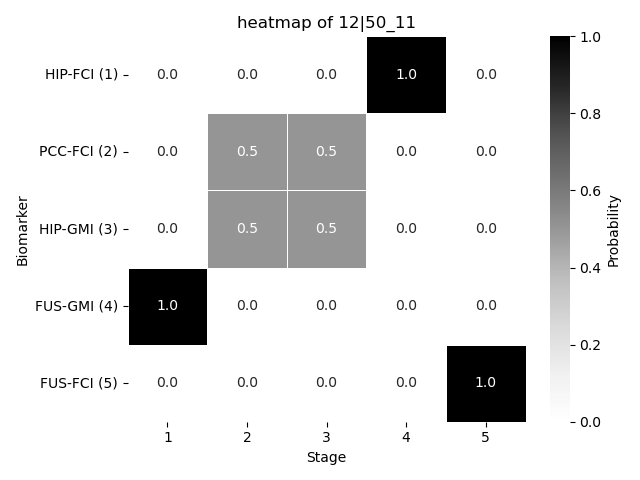 heatmap of 12|50_11
HIP-FCI (1) 0.0 0.0 0.0 1.0 0.0
PCC-FCI (2) 0.0 0.5 0.5 0.0 0.0
HIP-GMI (3) 0.0 0.5 0.5 0.0 0.0
FUS-GMI (4) 1.0 0.0 0.0 0.0 0.0
FUS-FCI (5) 0.0 0.0 0.0 0.0 1.0
1 2 3 4 5
Stage
Biomarker
1.0
0.8
0.6
0.4
0.2
0.0
Probability